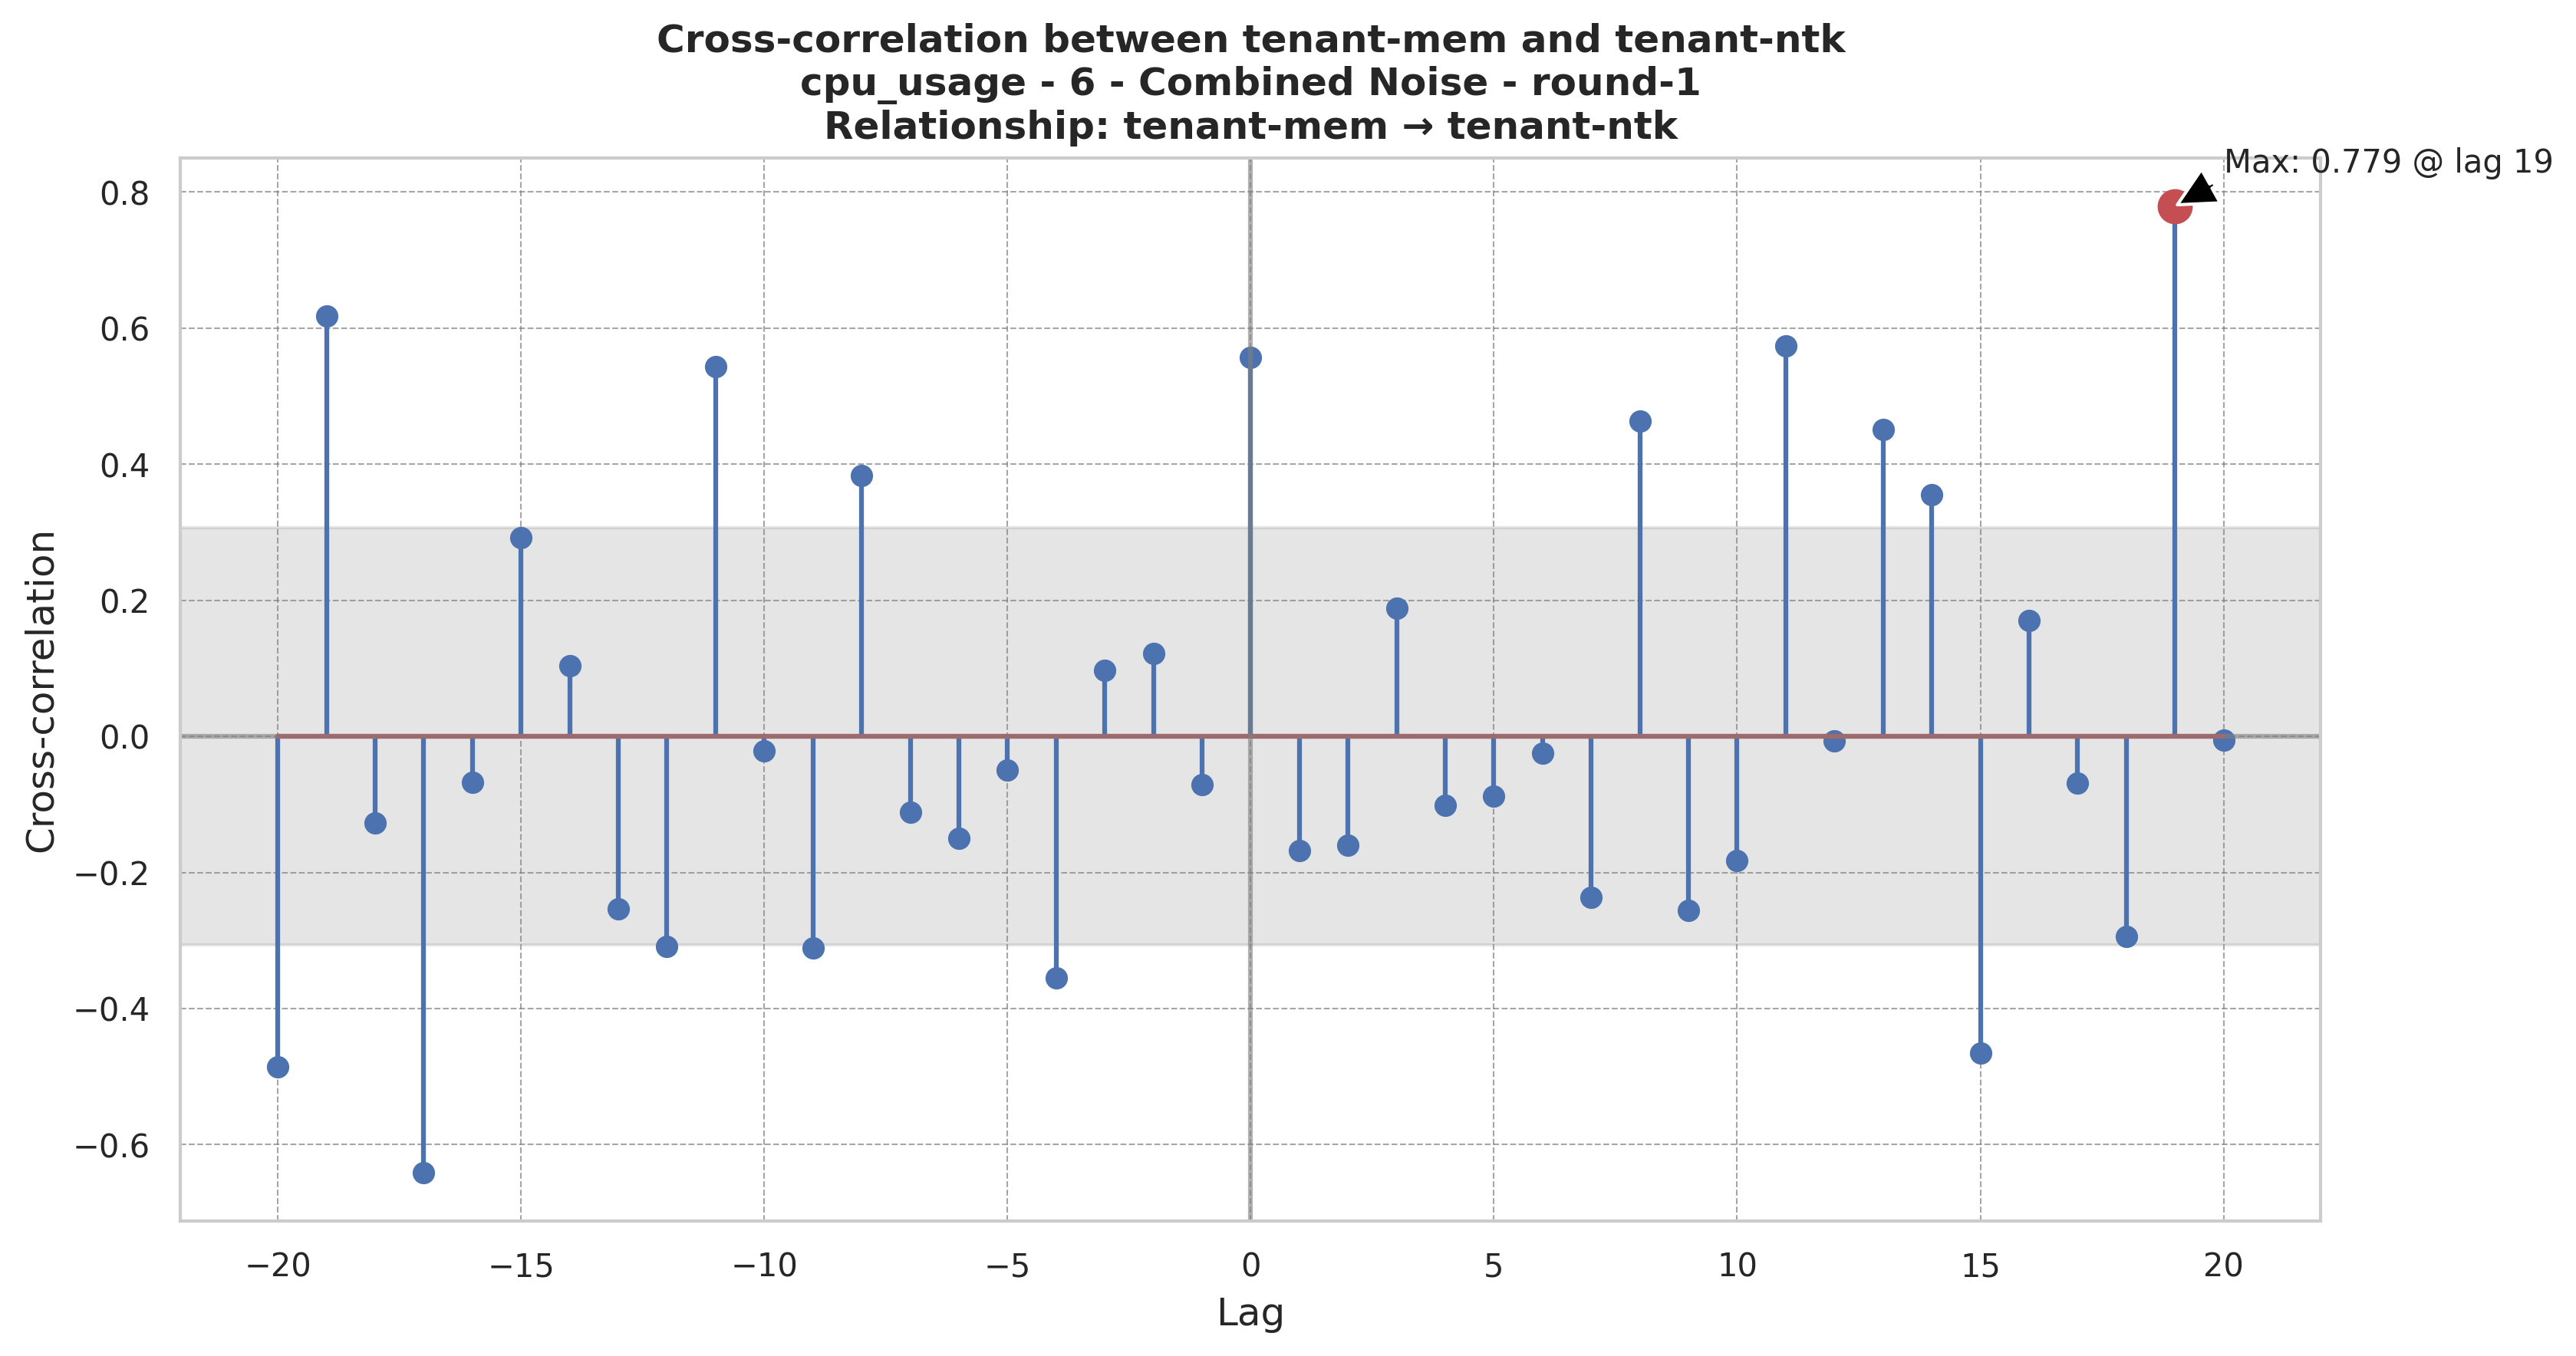 Cross-correlation between tenant-mem and tenant-ntk
cpu_usage - 6 - Combined Noise - round-1
Relationship: tenant-mem → tenant-ntk
Max: 0.779 @ lag 19
0.8
0.6
0.4
0.2
0.0
−0.2
−0.4
−0.6
Cross-correlation
−20 −15 −10 −5 0 5 10 15 20
Lag